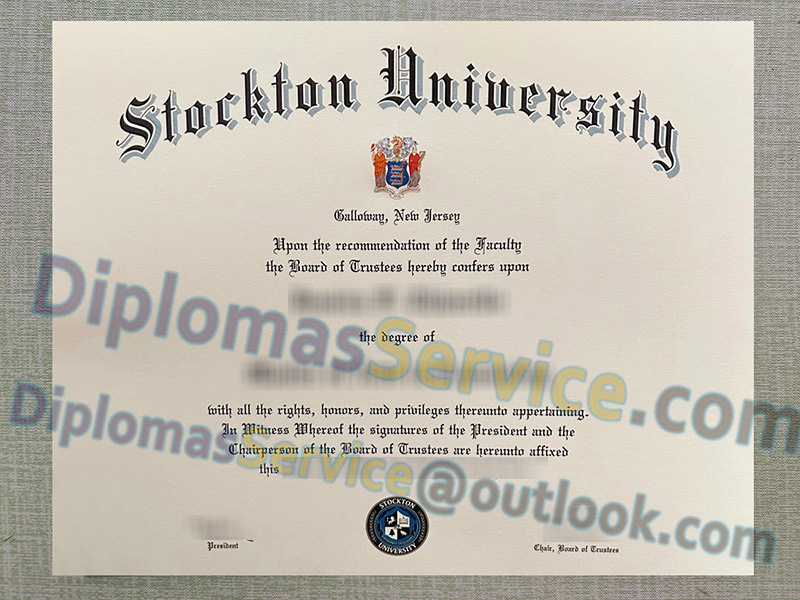 Stockton University
Galloway, New Jersey
Upon the recommendation of the Faculty
the Board of Trustees hereby confers upon
the degree of
with all the rights, honors, and privileges thereunto appertaining.
In Witness Whereof the signatures of the President and the
Chairperson of the Board of Trustees are hereunto affixed
this
STOCKTON
UNIVERSITY
President
Chair, Board of Trustees
DiplomasService.com
DiplomasService@outlook.com